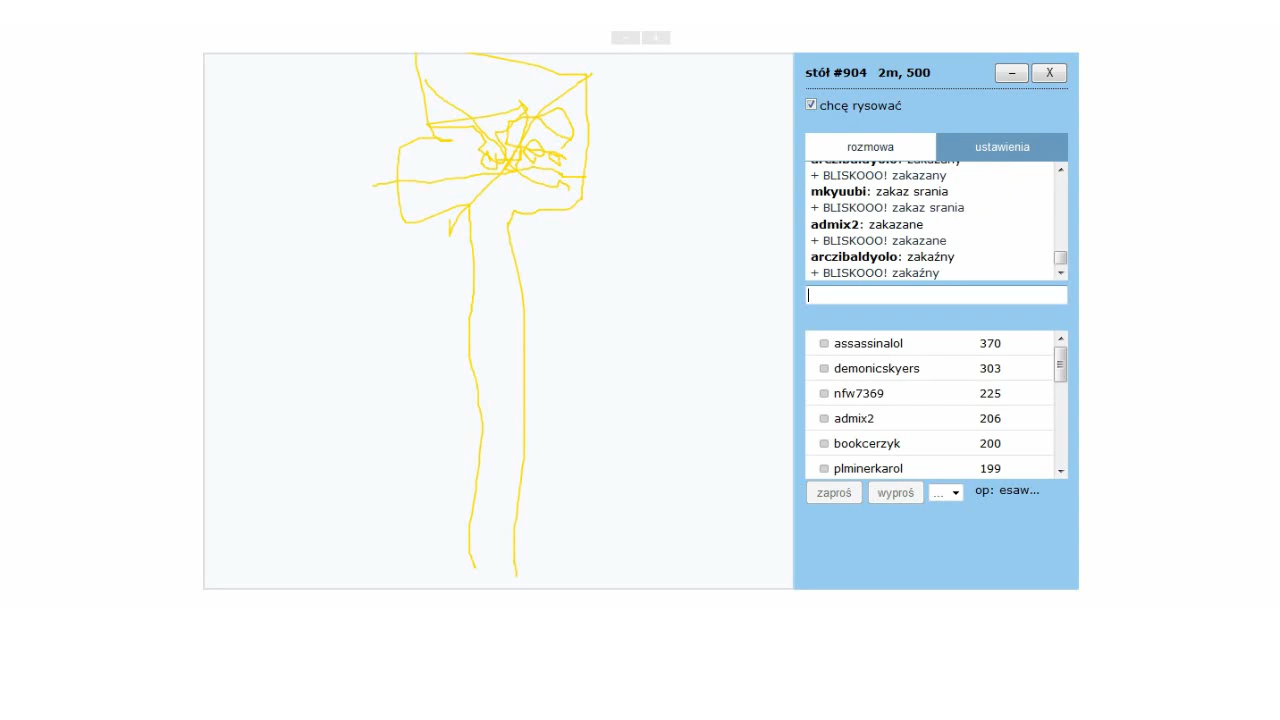 stół #904 2m, 500
– X
chcę rysować
rozmowa ustawienia
arczibaldyolo: zakazany
+ BLISKOOO! zakazany
mkyuubi: zakaz srania
+ BLISKOOO! zakaz srania
admix2: zakazane
+ BLISKOOO! zakazane
arczibaldyolo: zakaźny
+ BLISKOOO! zakaźny
assassinalol 370
demonicskyers 303
nfw7369 225
admix2 206
bookcerzyk 200
plminerkarol 199
zaproś wyproś ... op: esaw...